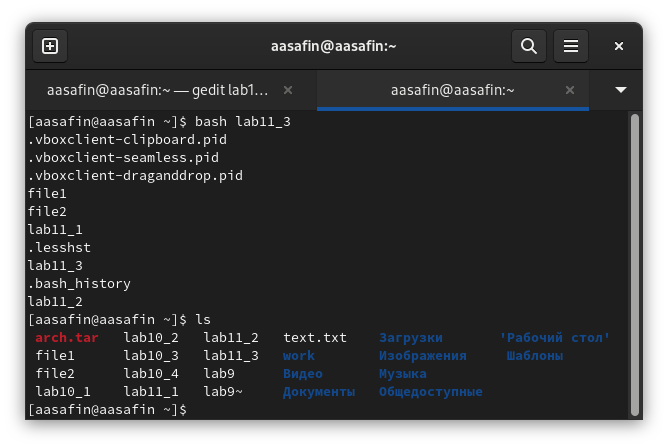 aasafin@aasafin:~
aasafin@aasafin:~ — gedit lab1… × aasafin@aasafin:~ ×
[aasafin@aasafin ~]$ bash lab11_3
.vboxclient-clipboard.pid
.vboxclient-seamless.pid
.vboxclient-draganddrop.pid
file1
file2
lab11_1
.lesshst
lab11_3
.bash_history
lab11_2
[aasafin@aasafin ~]$ ls
arch.tar lab10_2 lab11_2 text.txt Загрузки 'Рабочий стол'
file1 lab10_3 lab11_3 work Изображения Шаблоны
file2 lab10_4 lab9 Видео Музыка
lab10_1 lab11_1 lab9~ Документы Общедоступные
[aasafin@aasafin ~]$